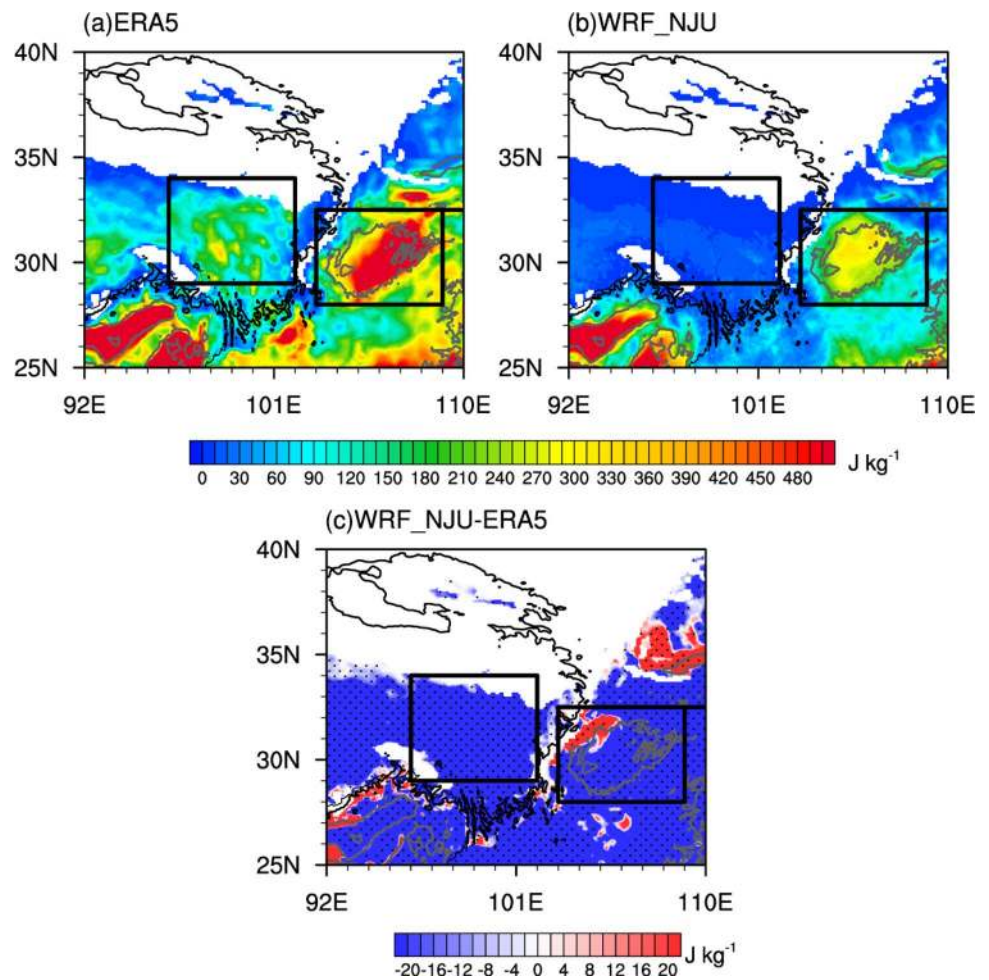 (a)ERA5
(b)WRF_NJU
40N 40N
35N 35N
30N 30N
25N 25N
92E 101E 110E 92E 101E 110E
0 30 60 90 120 150 180 210 240 270 300 330 360 390 420 450 480 J kg-1
(c)WRF_NJU-ERA5
40N
35N
30N
25N
92E 101E 110E
-20-16-12 -8 -4 0 4 8 12 16 20 J kg-1